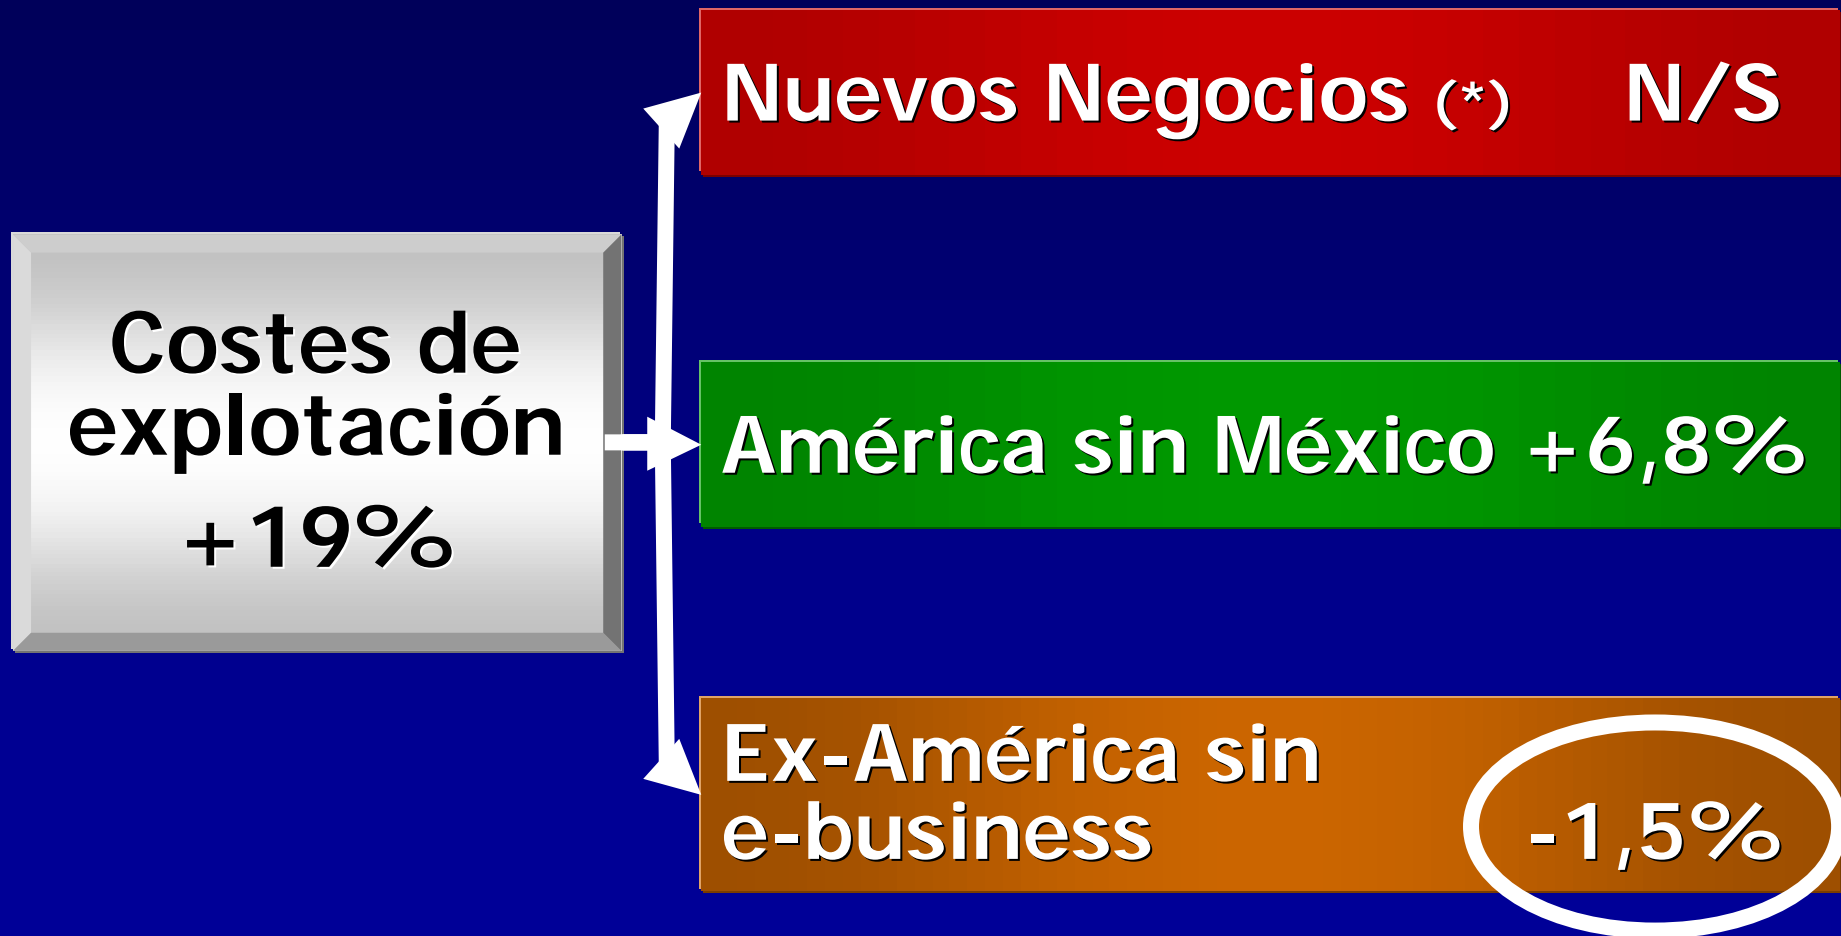 Nuevos Negocios (*) N/S
Costes de
explotación
+19%
América sin México +6,8%
Ex-América sin
e-business -1,5%